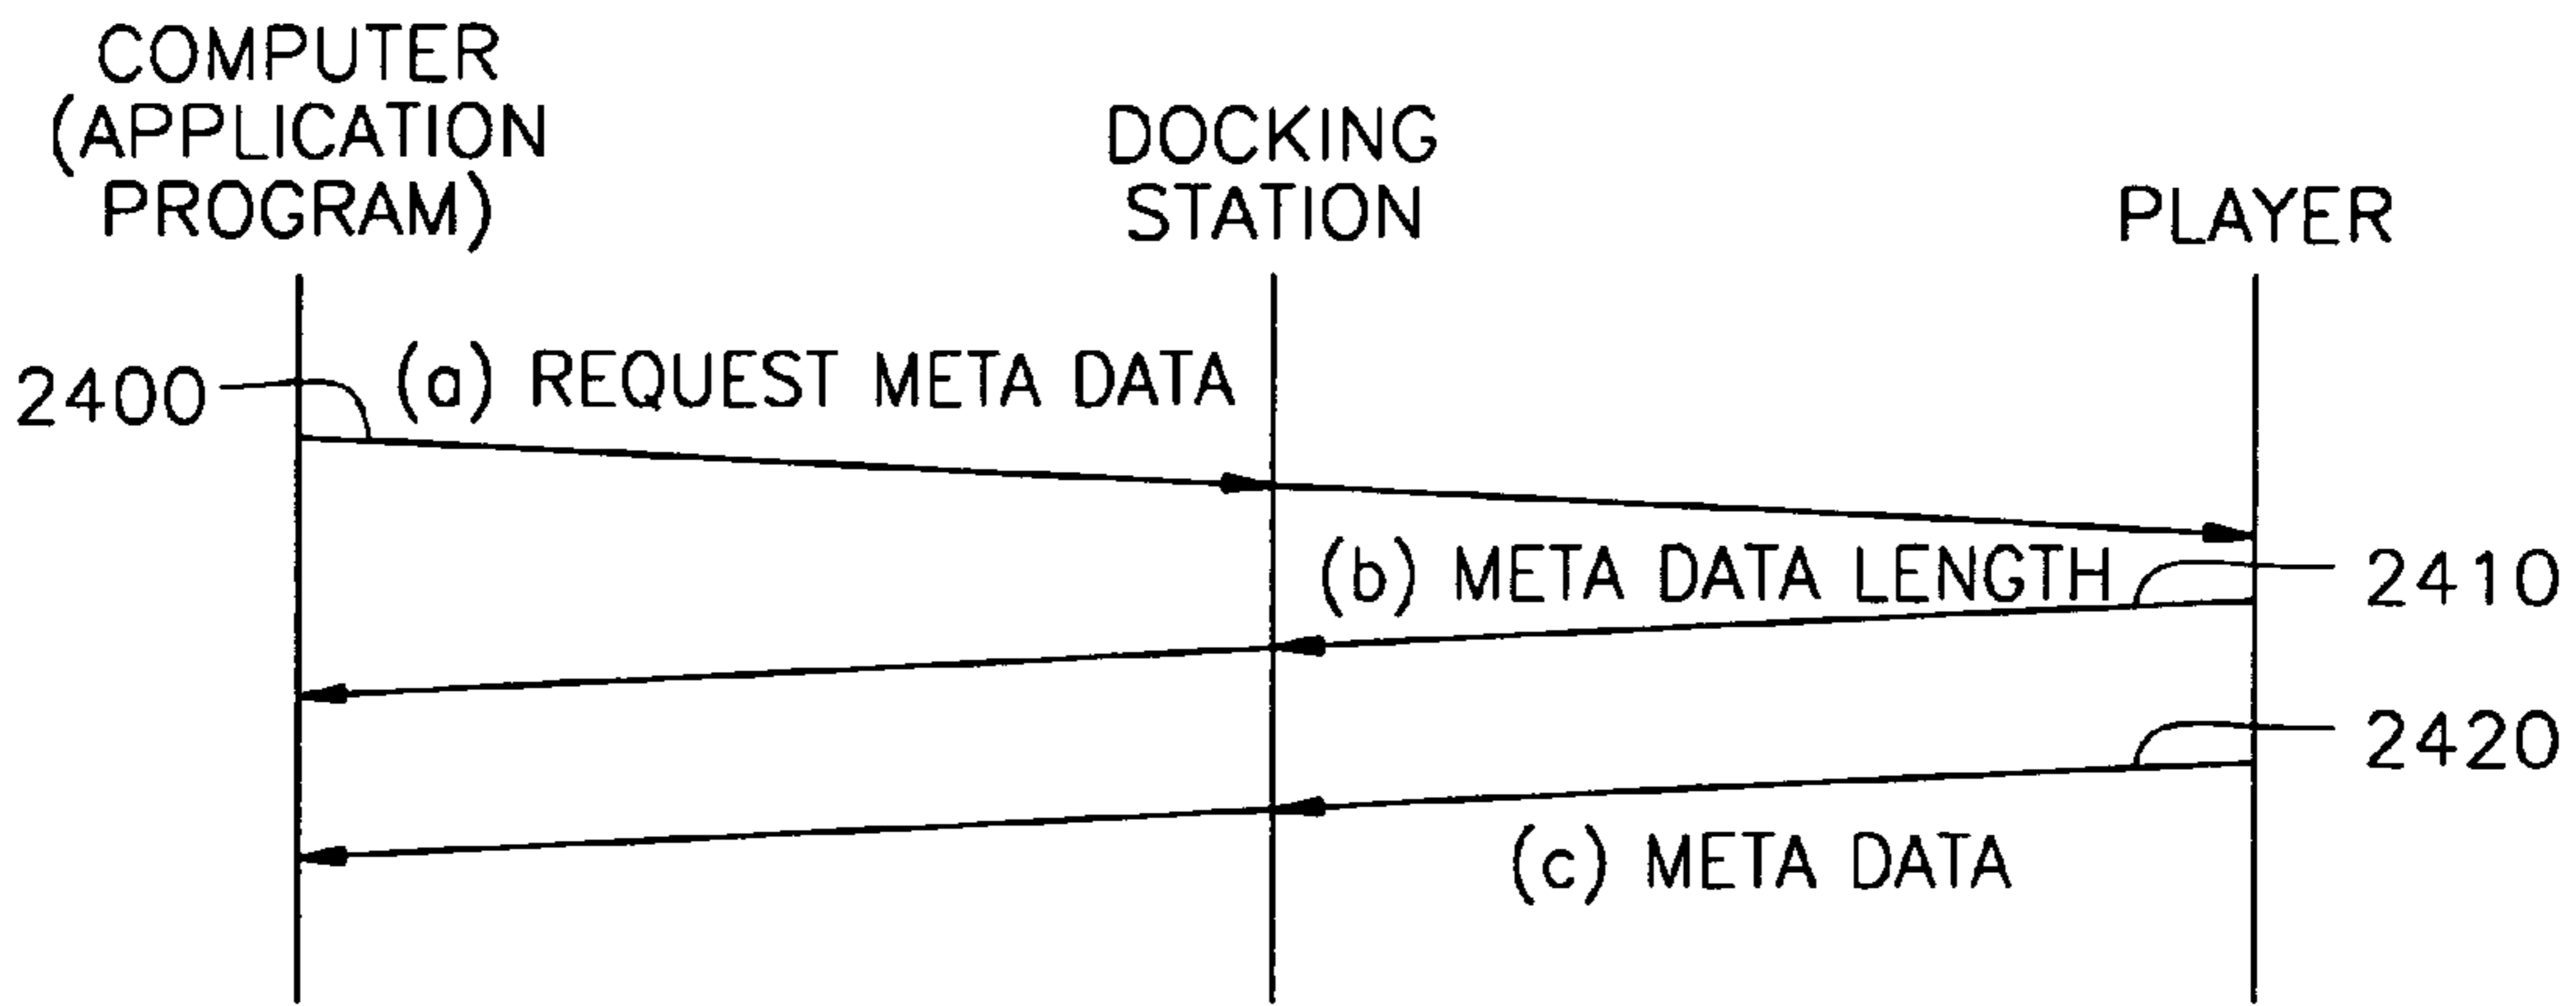 COMPUTER
(APPLICATION
PROGRAM)
DOCKING
STATION
PLAYER
2400
(a) REQUEST META DATA
(b) META DATA LENGTH
2410
2420
(c) META DATA